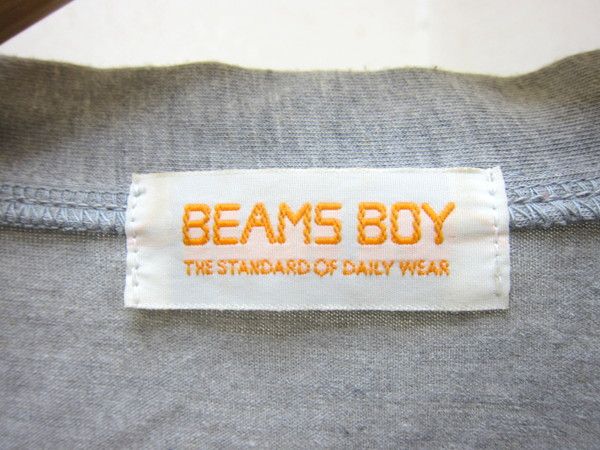 BEAMS BOY
THE STANDARD OF DAILY WEAR